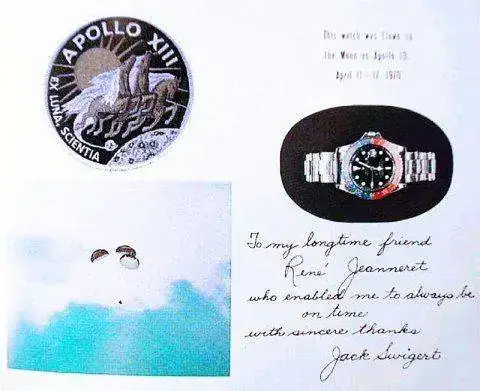 APOLLO XIII
EX LUNA, SCIENTIA
This watch was flown to
the Moon on Apollo 13.
April 11-17, 1970
To my longtime friend
René Jeanneret
who enabled me to always be
on time
with sincere thanks
Jack Swigert